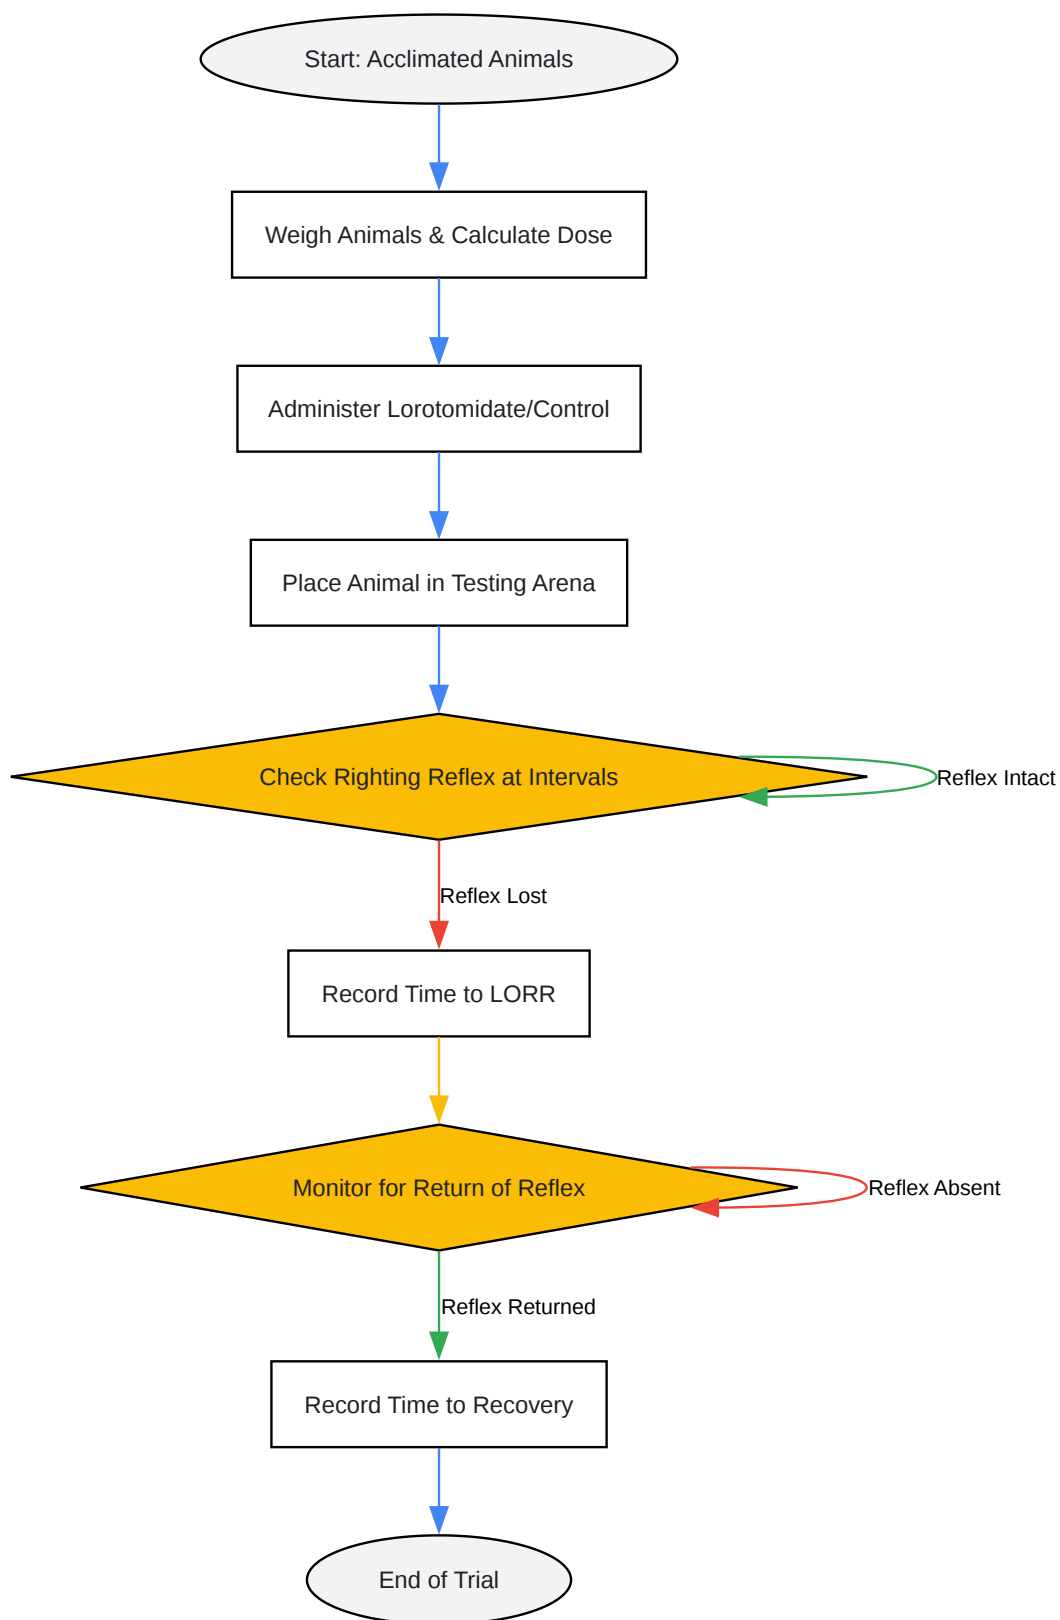 Start: Acclimated Animals
Weigh Animals & Calculate Dose
Administer Lorotomidate/Control
Place Animal in Testing Arena
Check Righting Reflex at Intervals
Reflex Intact
Reflex Lost
Record Time to LORR
Monitor for Return of Reflex
Reflex Absent
Reflex Returned
Record Time to Recovery
End of Trial